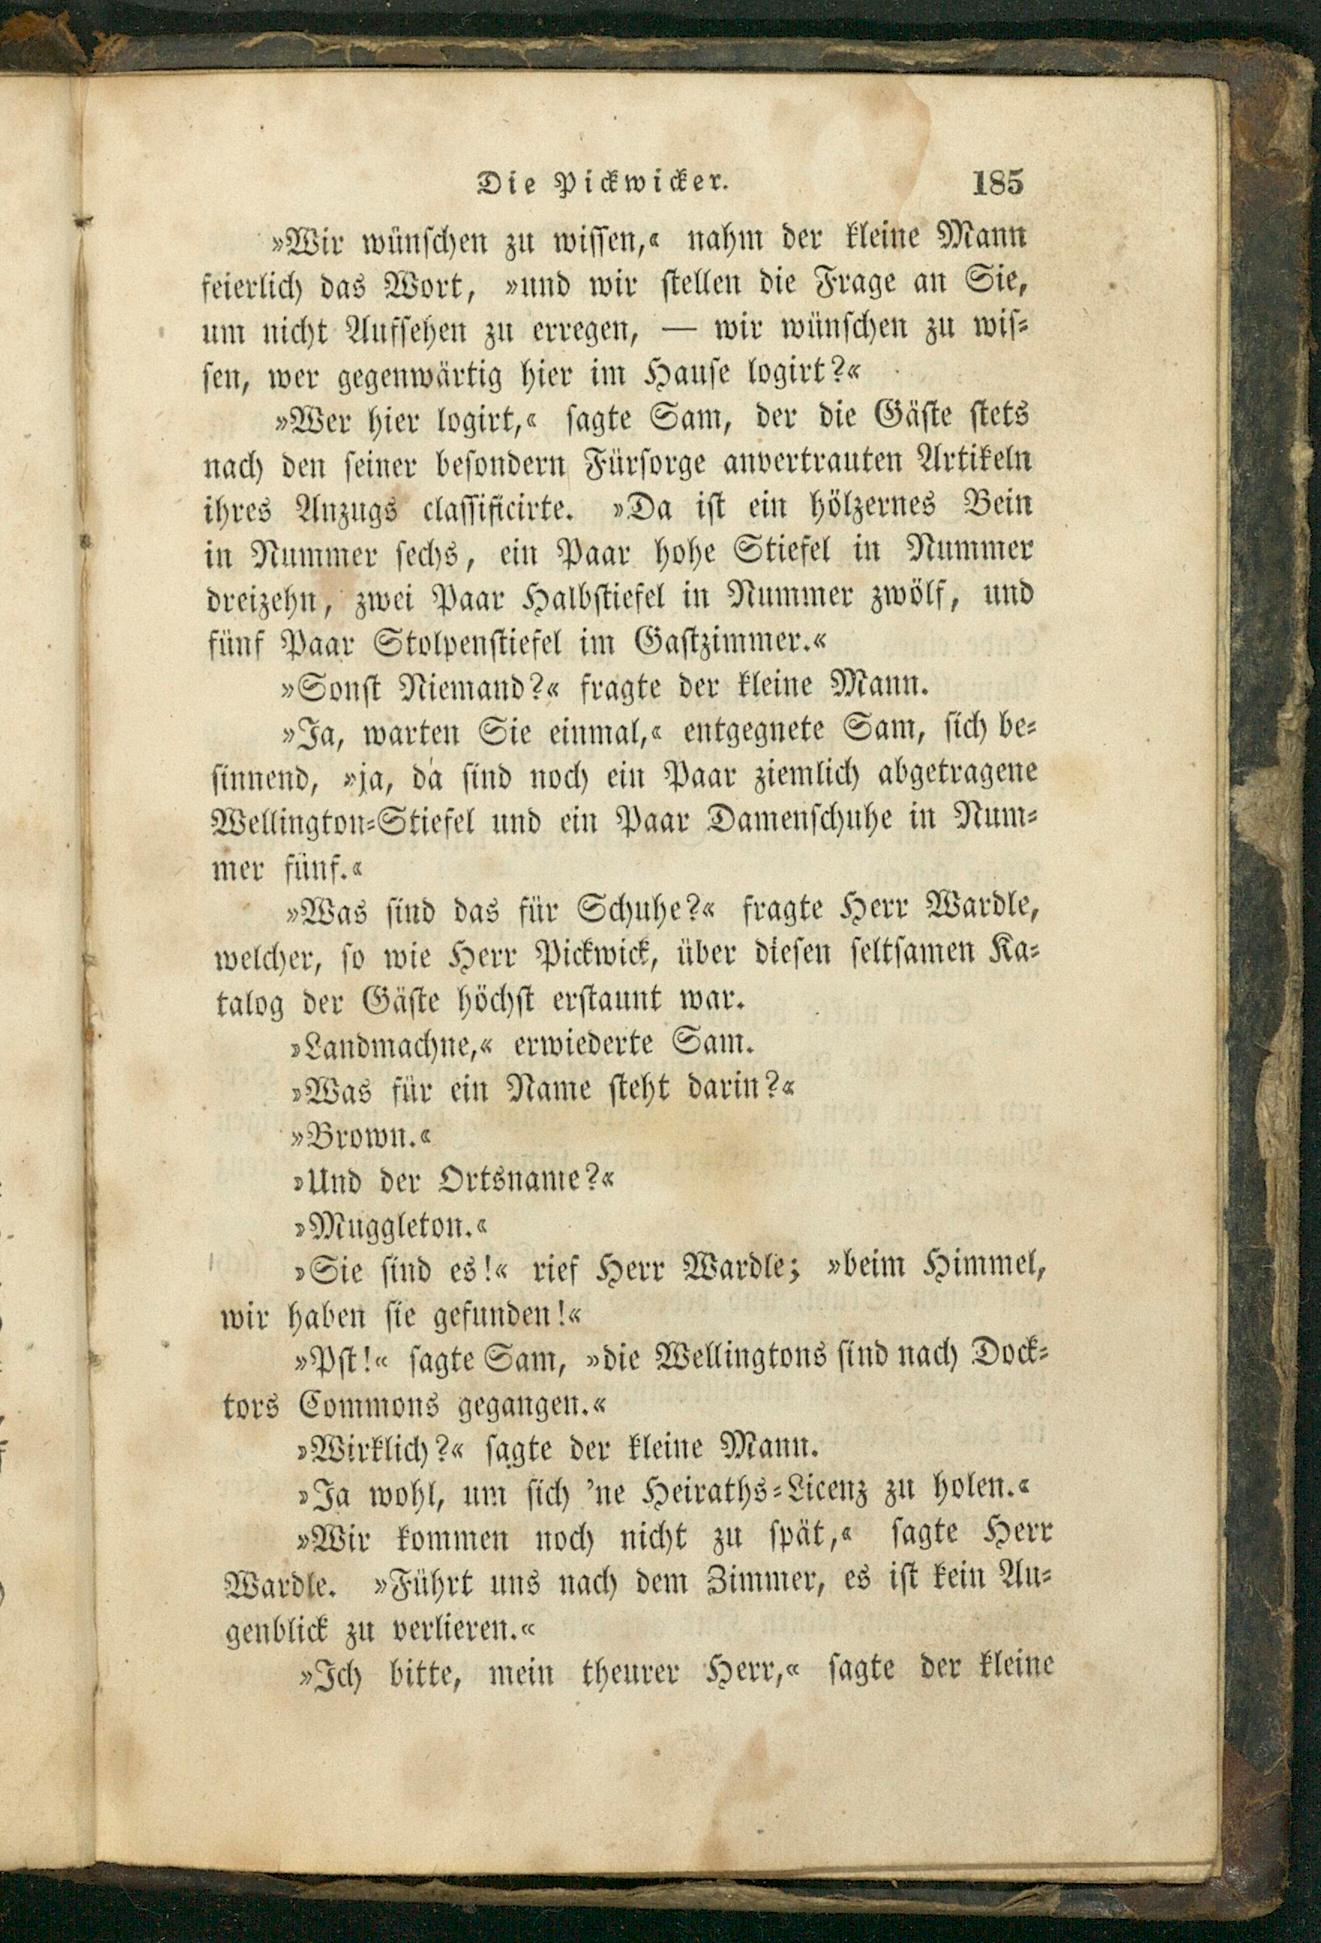 Die Pickwicker. 185
»Wir wünschen zu wissen,« nahm der kleine Mann
feierlich das Wort, »und wir stellen die Frage an Sie,
um nicht Aufsehen zu erregen, — wir wünschen zu wis-
sen, wer gegenwärtig hier im Hause logirt?«
»Wer hier logirt,« sagte Sam, der die Gäste stets
nach den seiner besondern Fürsorge anvertrauten Artikeln
ihres Anzugs classificirte. »Da ist ein hölzernes Bein
in Nummer sechs, ein Paar hohe Stiefel in Nummer
dreizehn, zwei Paar Halbstiefel in Nummer zwölf, und
fünf Paar Stolpenstiefel im Gastzimmer.«
»Sonst Niemand?« fragte der kleine Mann.
»Ja, warten Sie einmal,« entgegnete Sam, sich be-
sinnend, »ja, da sind noch ein Paar ziemlich abgetragene
Wellington-Stiefel und ein Paar Damenschuhe in Num-
mer fünf.«
»Was sind das für Schuhe?« fragte Herr Wardle,
welcher, so wie Herr Pickwick, über diesen seltsamen Ka-
talog der Gäste höchst erstaunt war.
»Landmachne,« erwiederte Sam.
»Was für ein Name steht darin?«
»Brown.«
»Und der Ortsname?«
»Muggleton.«
»Sie sind es!« rief Herr Wardle; »beim Himmel,
wir haben sie gefunden!«
»Pst!« sagte Sam, »die Wellingtons sind nach Dock-
tors Commons gegangen.«
»Wirklich?« sagte der kleine Mann.
»Ja wohl, um sich 'ne Heiraths-Licenz zu holen.«
»Wir kommen noch nicht zu spät,« sagte Herr
Wardle. »Führt uns nach dem Zimmer, es ist kein Au-
genblick zu verlieren.«
»Ich bitte, mein theurer Herr,« sagte der kleine